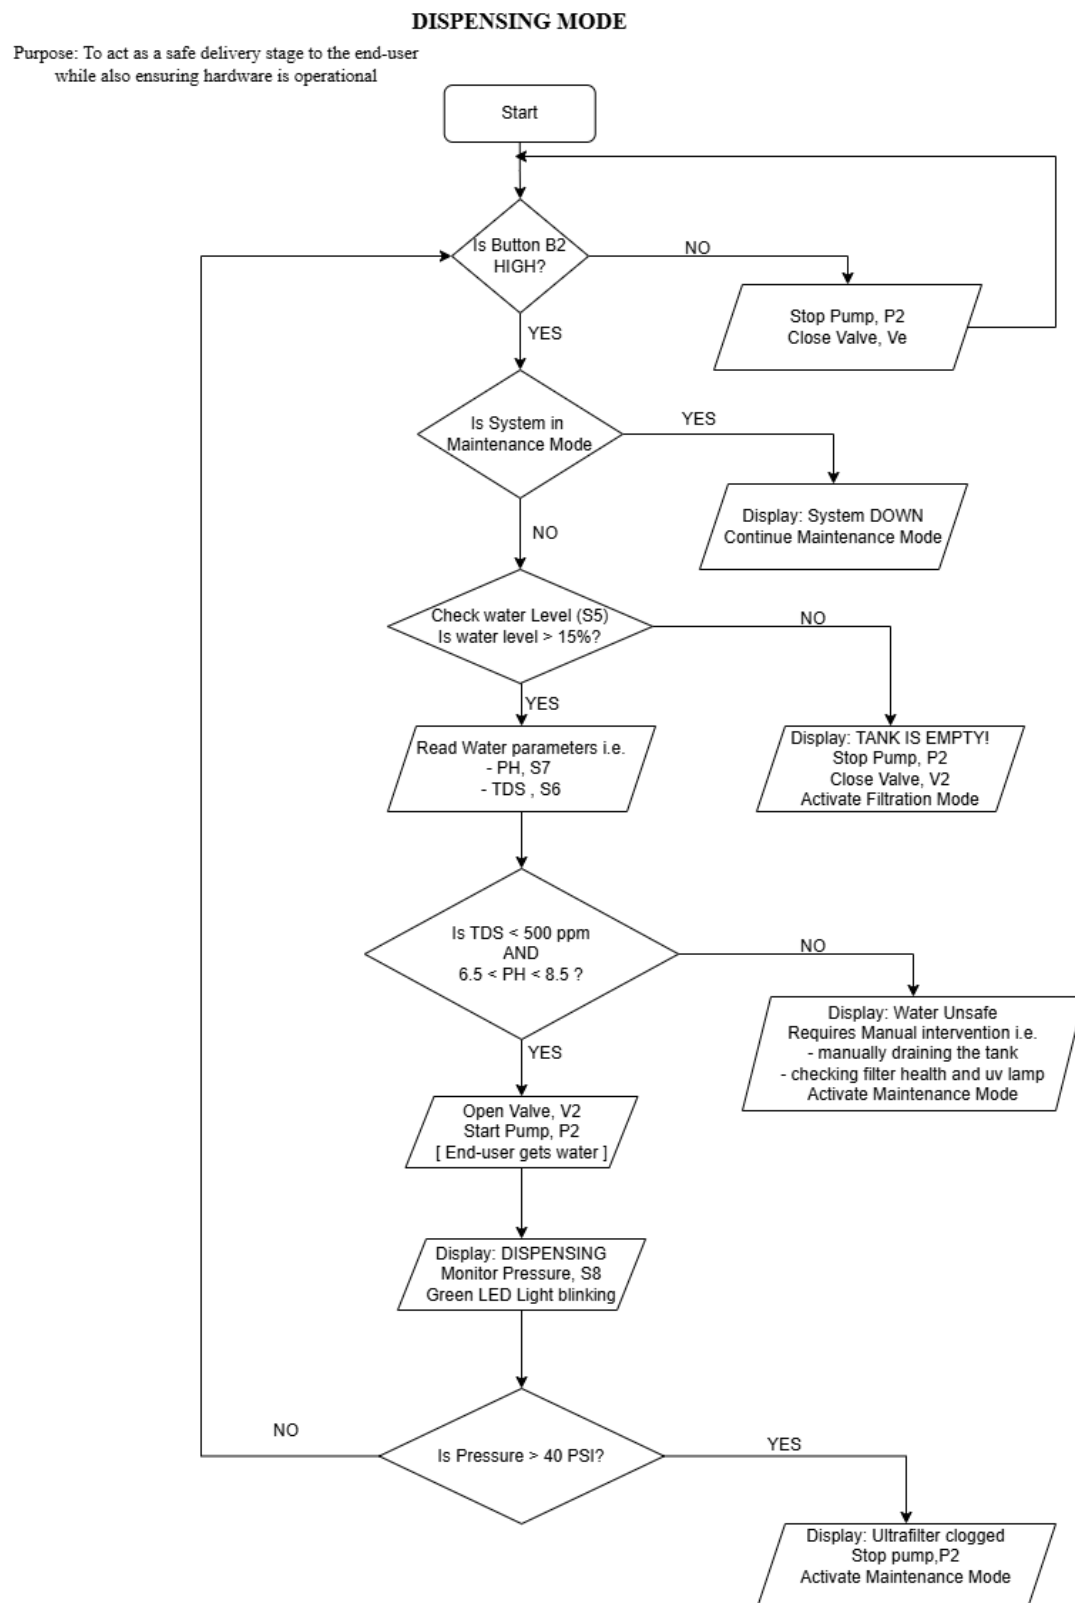 DISPENSING MODE
Purpose: To act as a safe delivery stage to the end-user
while also ensuring hardware is operational
Start
Is Button B2
HIGH?
NO
Stop Pump, P2
Close Valve, Ve
YES
Is System in
Maintenance Mode
YES
Display: System DOWN
Continue Maintenance Mode
NO
Check water Level (S5)
Is water level > 15%?
NO
Display: TANK IS EMPTY!
Stop Pump, P2
Close Valve, V2
Activate Filtration Mode
YES
Read Water parameters i.e.
- PH, S7
- TDS , S6
Is TDS < 500 ppm
AND
6.5 < PH < 8.5 ?
NO
Display: Water Unsafe
Requires Manual intervention i.e.
- manually draining the tank
- checking filter health and uv lamp
Activate Maintenance Mode
YES
Open Valve, V2
Start Pump, P2
[ End-user gets water ]
Display: DISPENSING
Monitor Pressure, S8
Green LED Light blinking
Is Pressure > 40 PSI?
NO
YES
Display: Ultrafilter clogged
Stop pump,P2
Activate Maintenance Mode